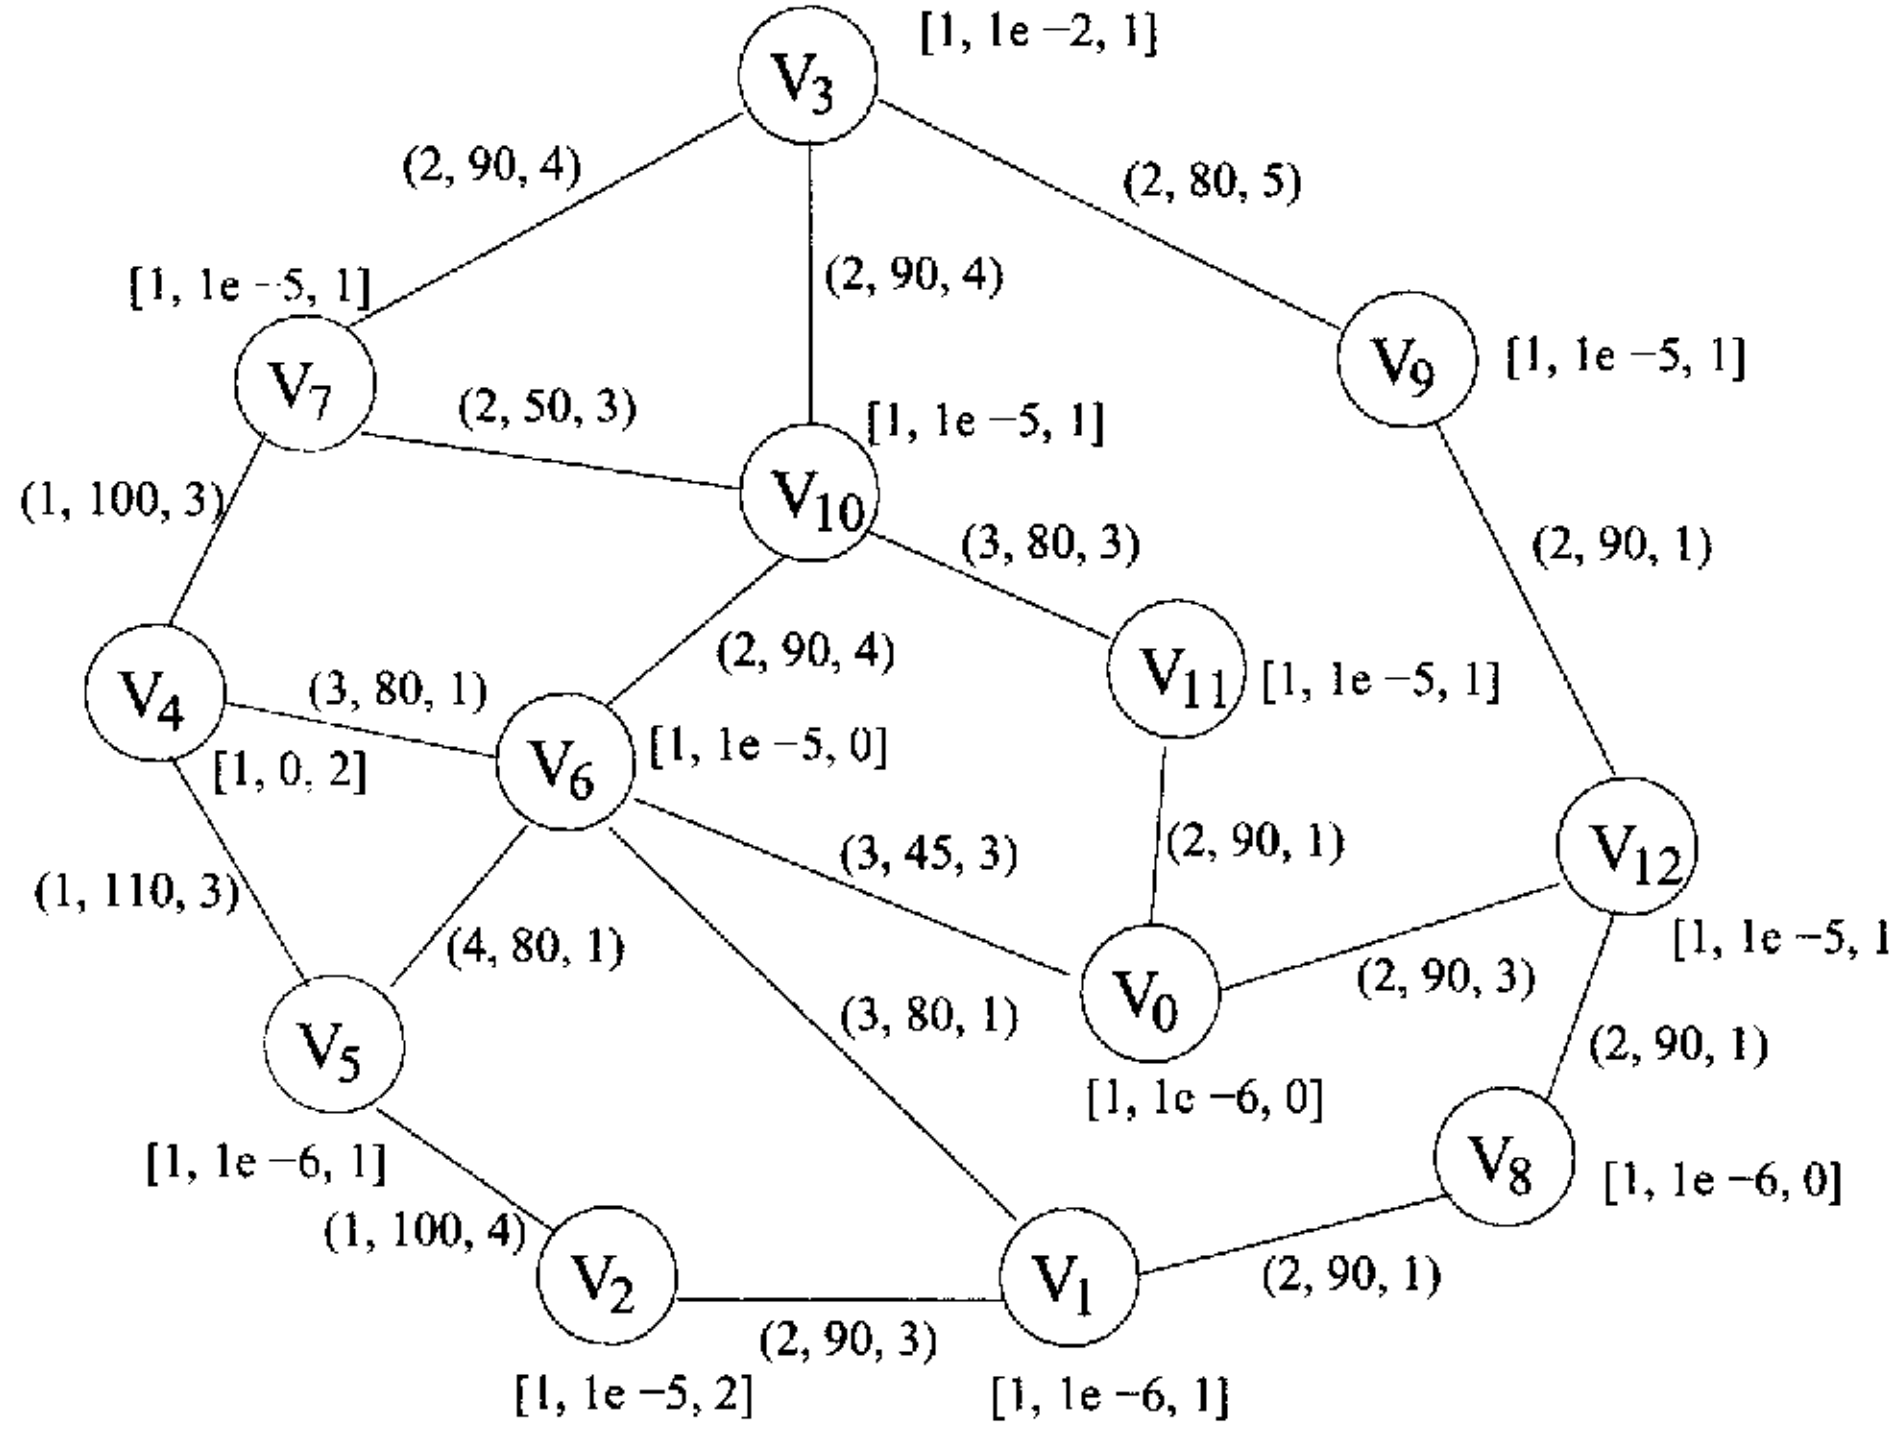 V3
[1, 1e −2, 1]
(2, 90, 4)
(2, 80, 5)
(2, 90, 4)
[1, 1e −5, 1]
V7
V9
[1, 1e −5, 1]
(2, 50, 3)
[1, 1e −5, 1]
V10
(1, 100, 3)
(3, 80, 3)
(2, 90, 1)
V4
(3, 80, 1)
(2, 90, 4)
V11
[1, 1e −5, 1]
[1, 0, 2]
V6
[1, 1e −5, 0]
(3, 45, 3)
(2, 90, 1)
V12
[1, 1e −5, 1
(1, 110, 3)
(4, 80, 1)
V0
(2, 90, 3)
(3, 80, 1)
(2, 90, 1)
V5
[1, 1e −6, 0]
[1, 1e −6, 1]
V8
[1, 1e −6, 0]
(1, 100, 4)
V2
V1
(2, 90, 1)
(2, 90, 3)
[1, 1e −5, 2]
[1, 1e −6, 1]